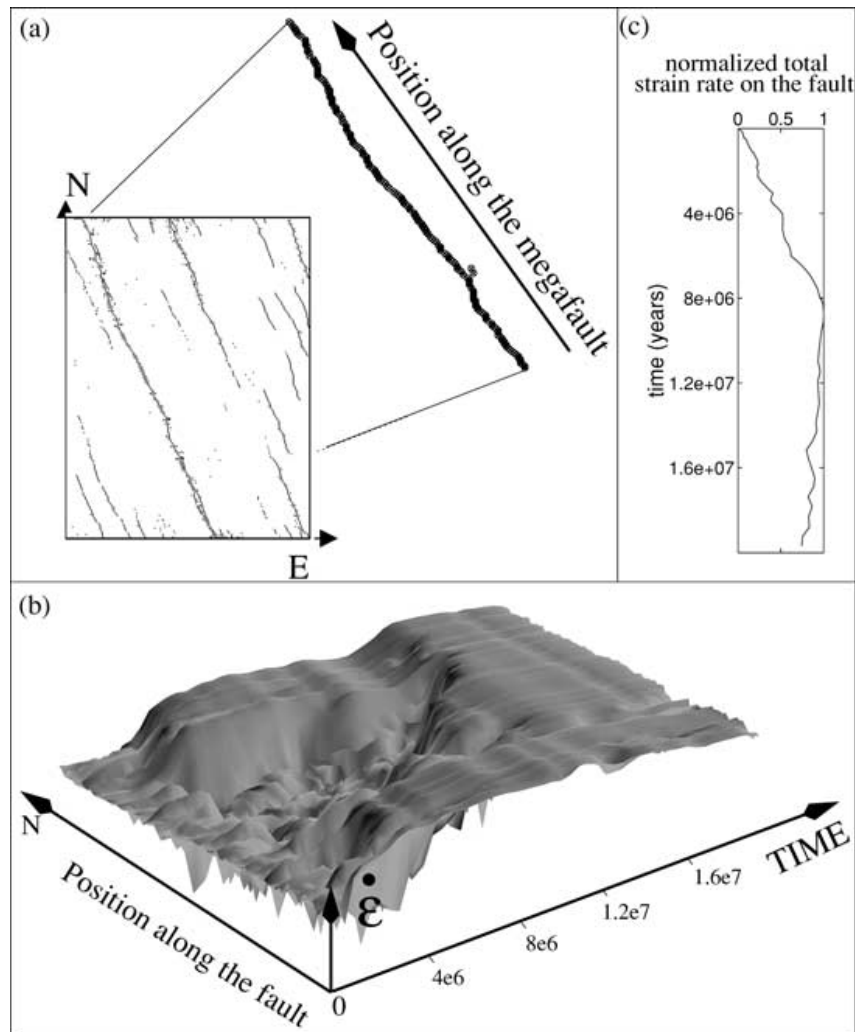 (a)
Position along the megafault
N
E
(c)
normalized total
strain rate on the fault
0 0.5 1
4e+06
8e+06
1.2e+07
1.6e+07
time (years)
(b)
N
Position along the fault
ε̇
0
4e6
8e6
1.2e7
1.6e7
TIME